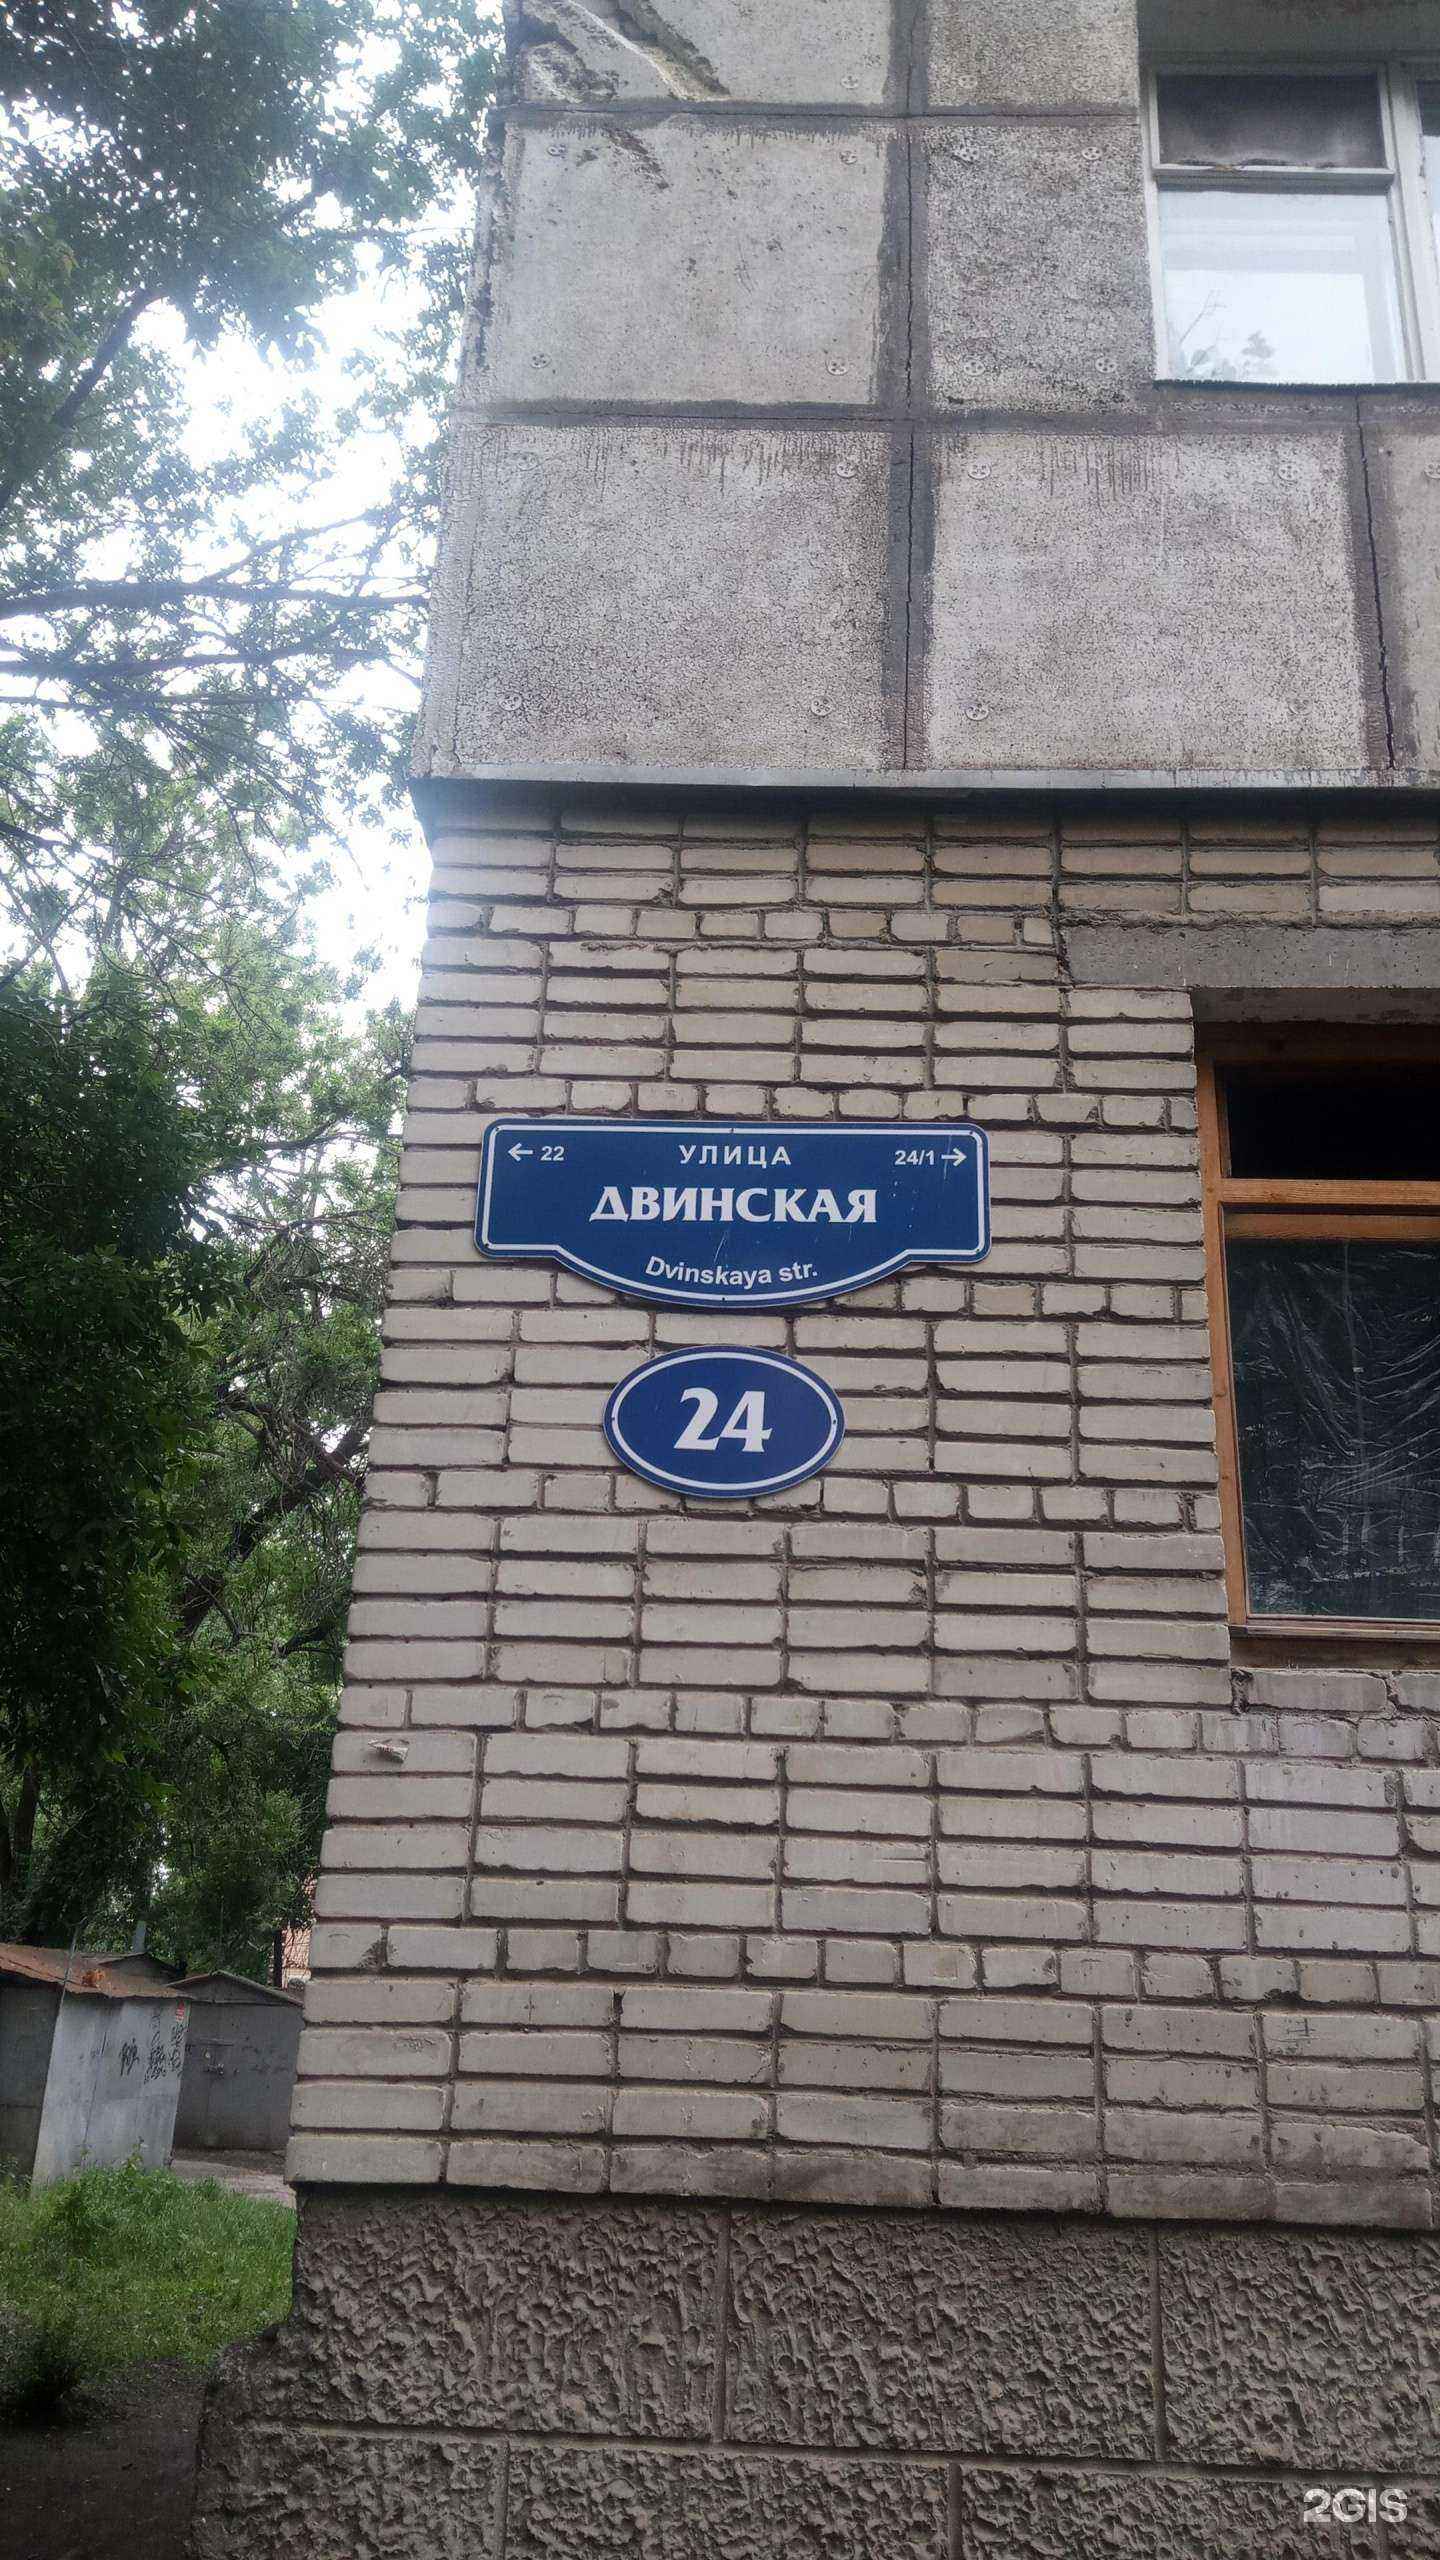 ← 22 УЛИЦА 24/1 →
ДВИНСКАЯ
Dvinskaya str.
24
2GIS